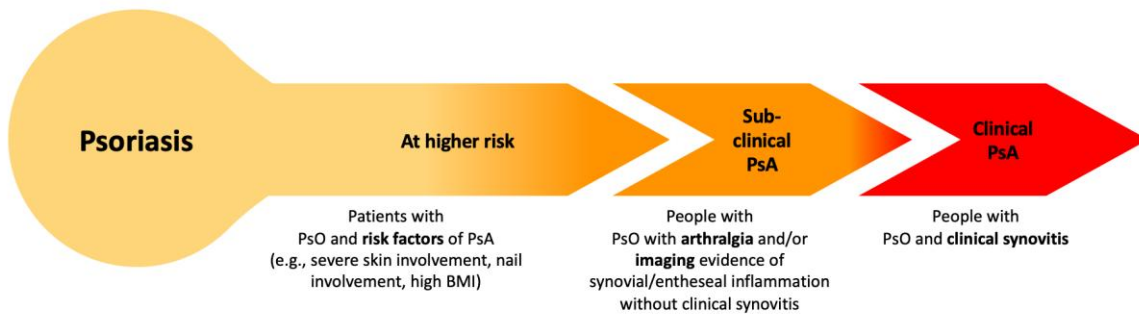 Psoriasis
At higher risk
Sub-
clinical
PsA
Clinical
PsA
Patients with
PsO and risk factors of PsA
(e.g., severe skin involvement, nail
involvement, high BMI)
People with
PsO with arthralgia and/or
imaging evidence of
synovial/entheseal inflammation
without clinical synovitis
People with
PsO and clinical synovitis